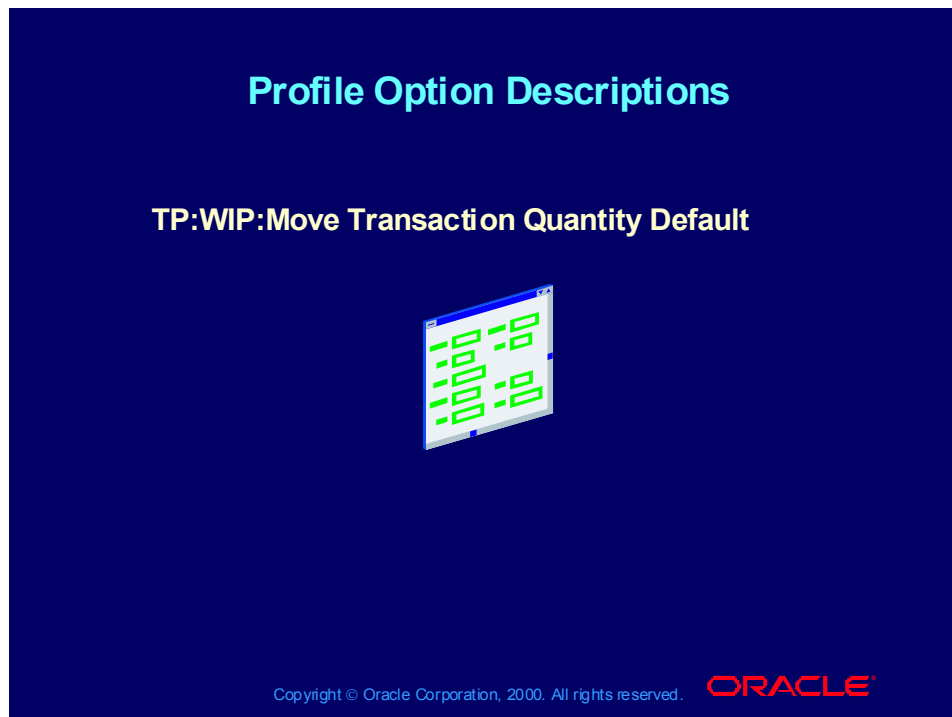 Profile Option Descriptions
TP:WIP:Move Transaction Quantity Default
Copyright © Oracle Corporation, 2000. All rights reserved.
ORACLE®